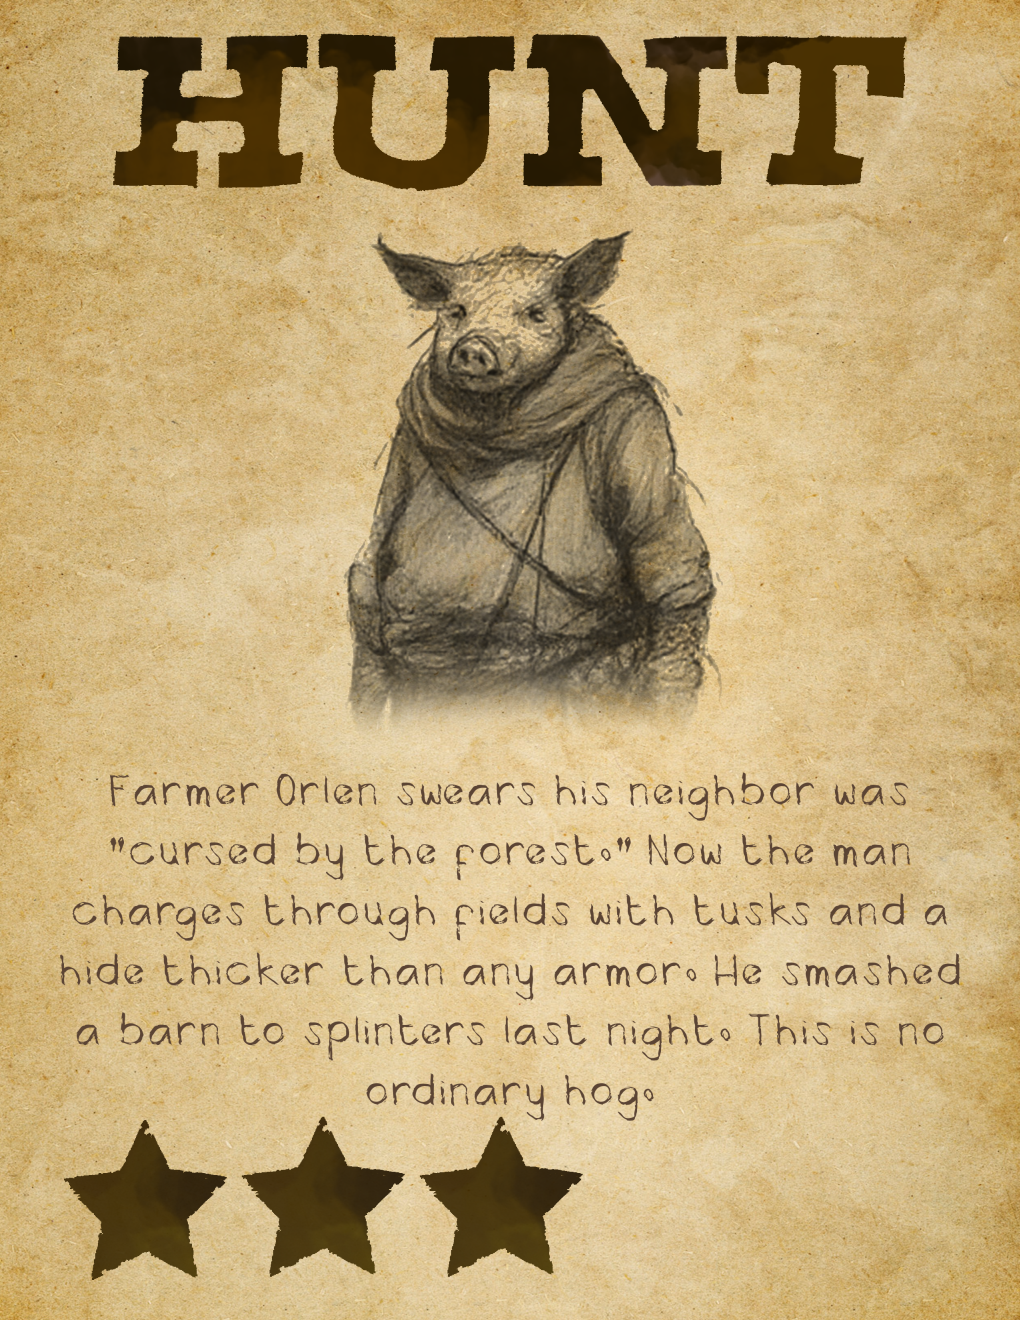 HUNT
Farmer Orlen swears his neighbor was
"cursed by the forest." Now the man
charges through fields with tusks and a
hide thicker than any armor. He smashed
a barn to splinters last night. This is no
ordinary hog.